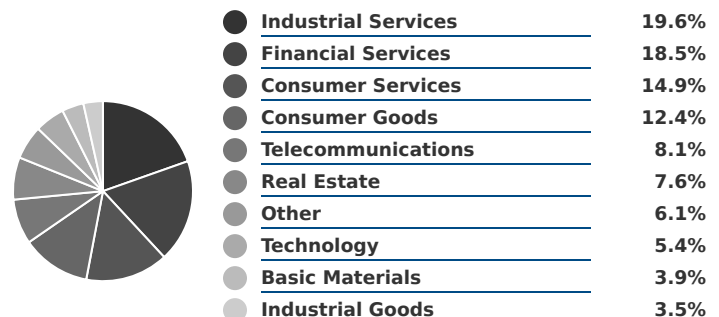 Industrial Services 19.6%
Financial Services 18.5%
Consumer Services 14.9%
Consumer Goods 12.4%
Telecommunications 8.1%
Real Estate 7.6%
Other 6.1%
Technology 5.4%
Basic Materials 3.9%
Industrial Goods 3.5%